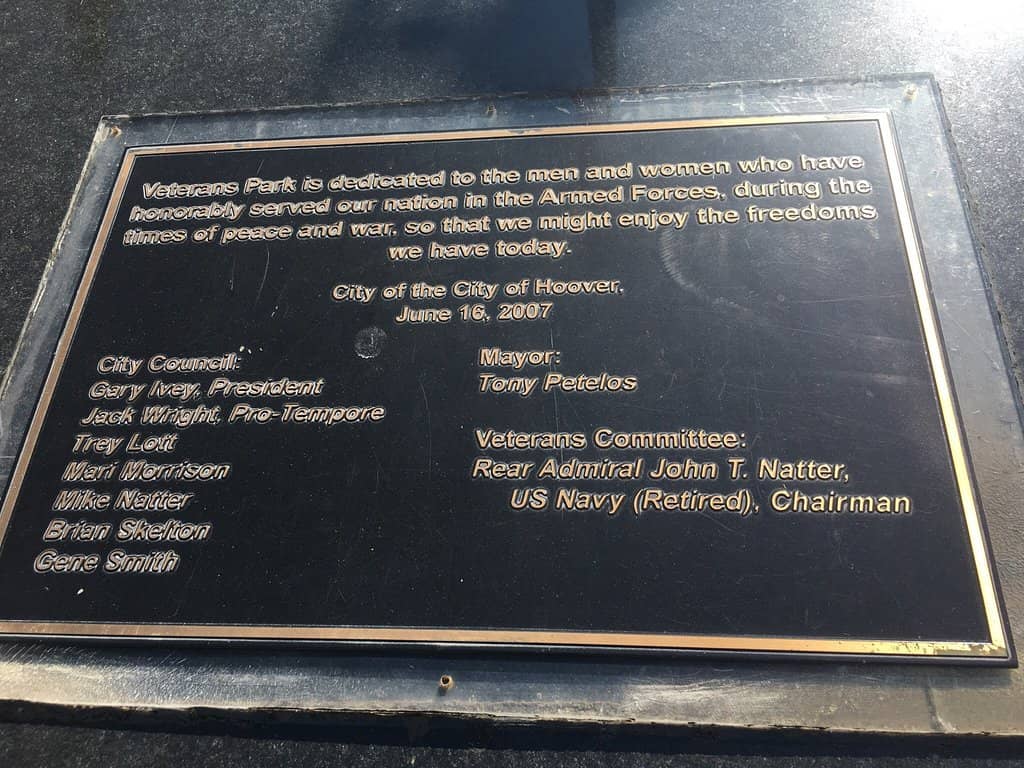 Veterans Park is dedicated to the men and women who have
honorably served our nation in the Armed Forces, during the
times of peace and war, so that we might enjoy the freedoms
we have today.
City of the City of Hoover,
June 16, 2007
City Council:
Gary Ivey, President
Jack Wright, Pro-Tempore
Trey Lott
Mari Morrison
Mike Natter
Brian Skelton
Gene Smith
Mayor:
Tony Petelos
Veterans Committee:
Rear Admiral John T. Natter,
US Navy (Retired), Chairman